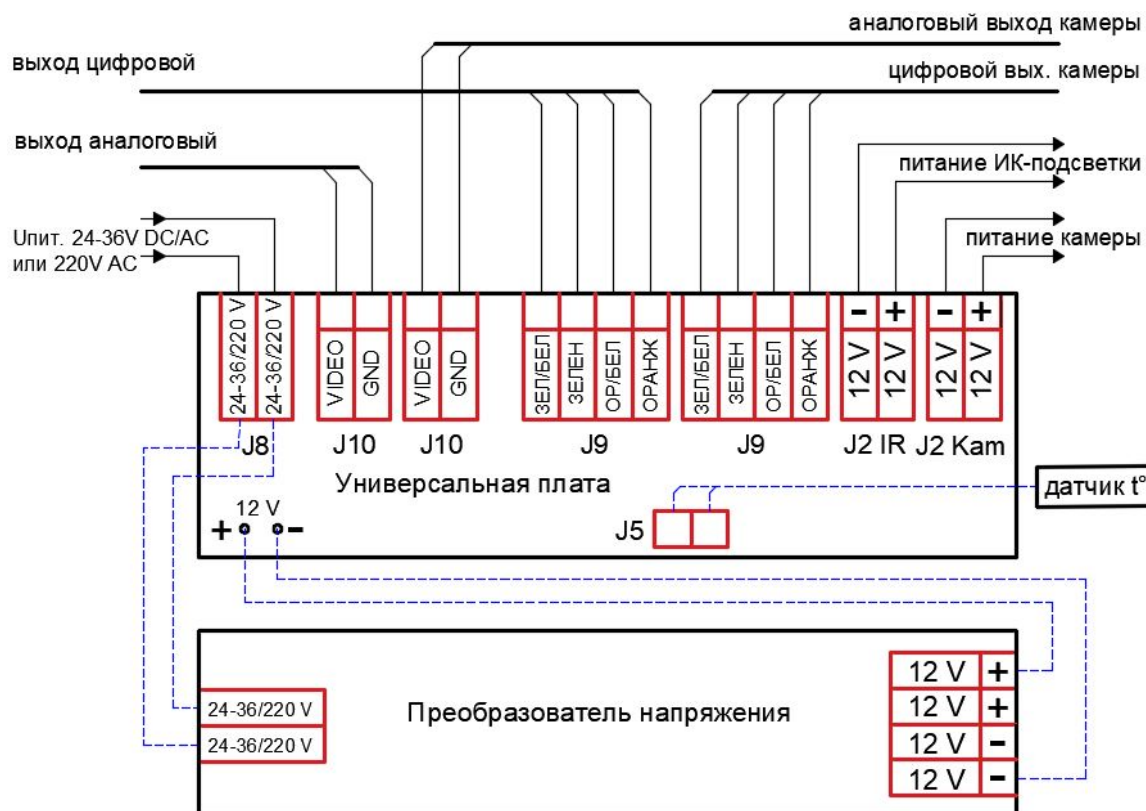 аналоговый выход камеры
выход цифровой
цифровой вых. камеры
выход аналоговый
питание ИК-подсветки
Uпит. 24-36V DC/AC
или 220V AC
питание камеры
24-36/220 V
24-36/220 V
VIDEO
GND
VIDEO
GND
ЗЕЛ/БЕЛ
ЗЕЛЕН
ОР/БЕЛ
ОРАНЖ
ЗЕЛ/БЕЛ
ЗЕЛЕН
ОР/БЕЛ
ОРАНЖ
12 V -
12 V +
12 V -
12 V +
J8 J10 J10 J9 J9 J2 IR J2 Kam
Универсальная плата
датчик t°
12 V
+ -
J5
12 V +
12 V +
12 V -
12 V -
24-36/220 V
24-36/220 V
Преобразователь напряжения